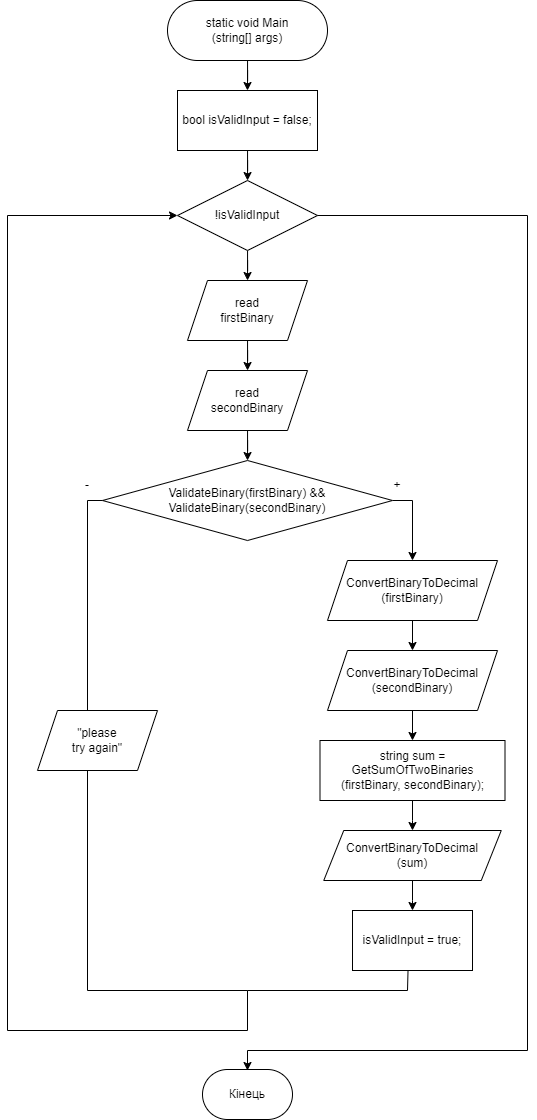 static void Main
(string[] args)
bool isValidInput = false;
!isValidInput
read
firstBinary
read
secondBinary
-
+
ValidateBinary(firstBinary) &&
ValidateBinary(secondBinary)
ConvertBinaryToDecimal
(firstBinary)
ConvertBinaryToDecimal
(secondBinary)
"please
try again"
string sum =
GetSumOfTwoBinaries
(firstBinary, secondBinary);
ConvertBinaryToDecimal
(sum)
isValidInput = true;
Кінець